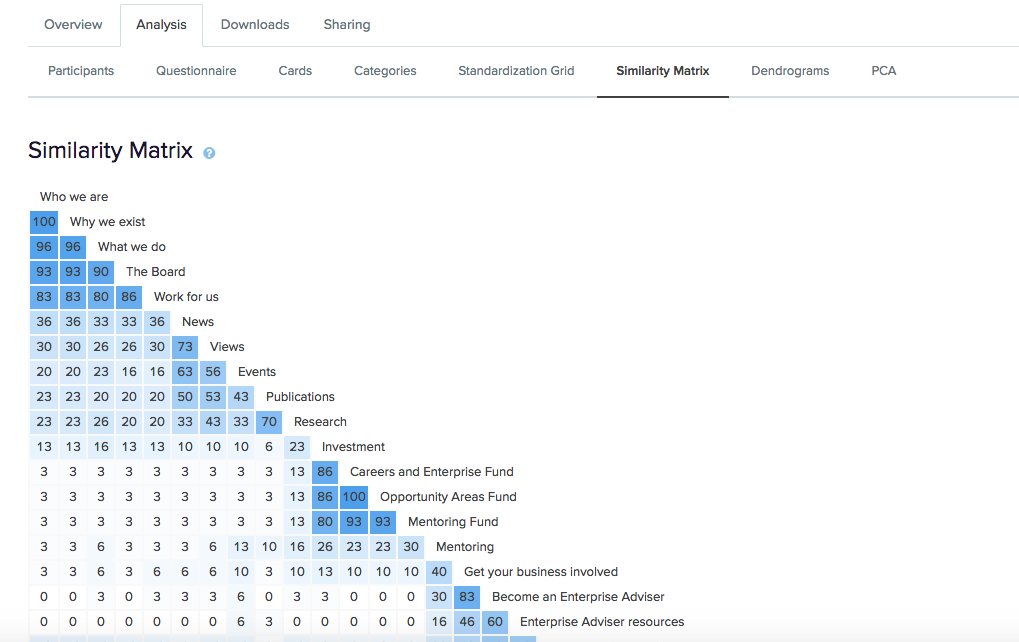 Overview Analysis Downloads Sharing
Participants Questionnaire Cards Categories Standardization Grid Similarity Matrix Dendrograms PCA
Similarity Matrix ?
Who we are
100 Why we exist
96 96 What we do
93 93 90 The Board
83 83 80 86 Work for us
36 36 33 33 36 News
30 30 26 26 30 73 Views
20 20 23 16 16 63 56 Events
23 23 20 20 20 50 53 43 Publications
23 23 26 20 20 33 43 33 70 Research
13 13 16 13 13 10 10 10 6 23 Investment
3 3 3 3 3 3 3 3 3 13 86 Careers and Enterprise Fund
3 3 3 3 3 3 3 3 3 13 86 100 Opportunity Areas Fund
3 3 3 3 3 3 3 3 3 13 80 93 93 Mentoring Fund
3 3 6 3 3 3 6 13 10 16 26 23 23 30 Mentoring
3 3 6 3 6 6 6 10 3 10 13 10 10 10 40 Get your business involved
0 0 3 0 3 3 3 6 0 3 3 0 0 0 30 83 Become an Enterprise Adviser
0 0 0 0 0 0 0 6 3 0 0 0 0 0 16 46 60 Enterprise Adviser resources